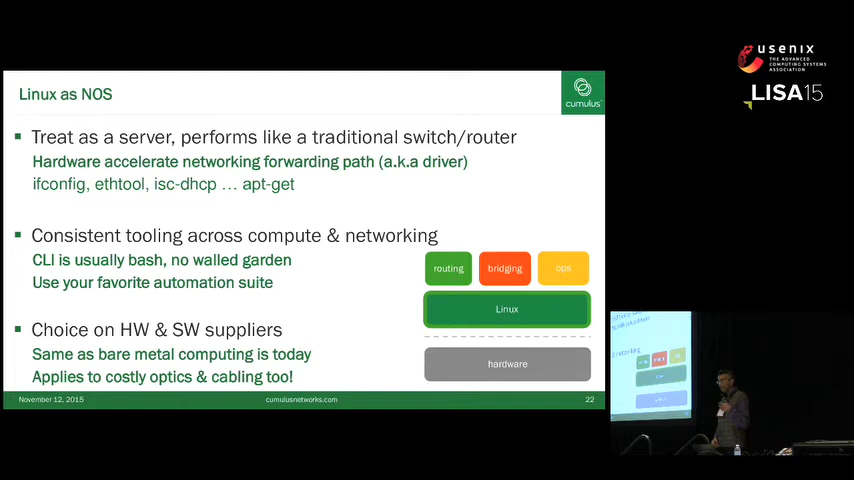 usenix
THE ADVANCED
COMPUTING SYSTEMS
ASSOCIATION
LISA15
Linux as NOS
cumulus
Treat as a server, performs like a traditional switch/router
Hardware accelerate networking forwarding path (a.k.a driver)
ifconfig, ethtool, isc-dhcp … apt-get
Consistent tooling across compute & networking
CLI is usually bash, no walled garden
Use your favorite automation suite
Choice on HW & SW suppliers
Same as bare metal computing is today
Applies to costly optics & cabling too!
routing bridging ops
Linux
hardware
November 12, 2015 cumulusnetworks.com 22